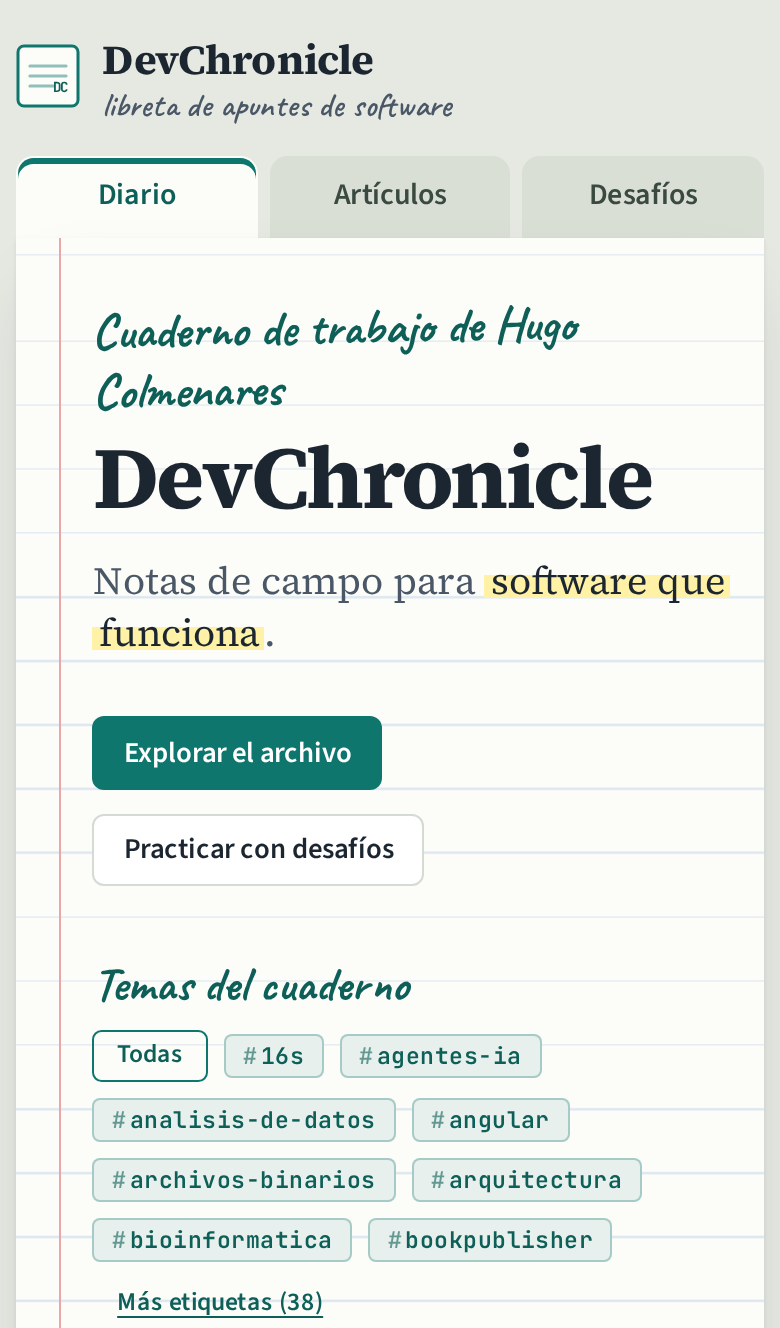 DC
DevChronicle
libreta de apuntes de software
Diario
Artículos
Desafíos
Cuaderno de trabajo de Hugo
Colmenares
DevChronicle
Notas de campo para software que
funciona.
Explorar el archivo
Practicar con desafíos
Temas del cuaderno
Todas #16s #agentes-ia
#analisis-de-datos #angular
#archivos-binarios #arquitectura
#bioinformatica #bookpublisher
Más etiquetas (38)